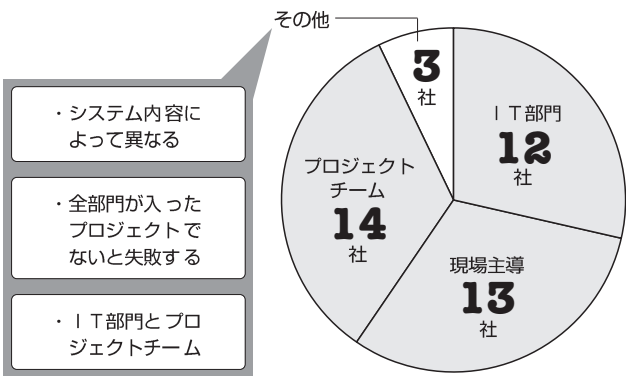 その他
3
社
IT部門
12
社
プロジェクト
チーム
14
社
現場主導
13
社
・システム内容に
よって異なる
・全部門が入った
プロジェクトで
ないと失敗する
・IT部門とプロ
ジェクトチーム